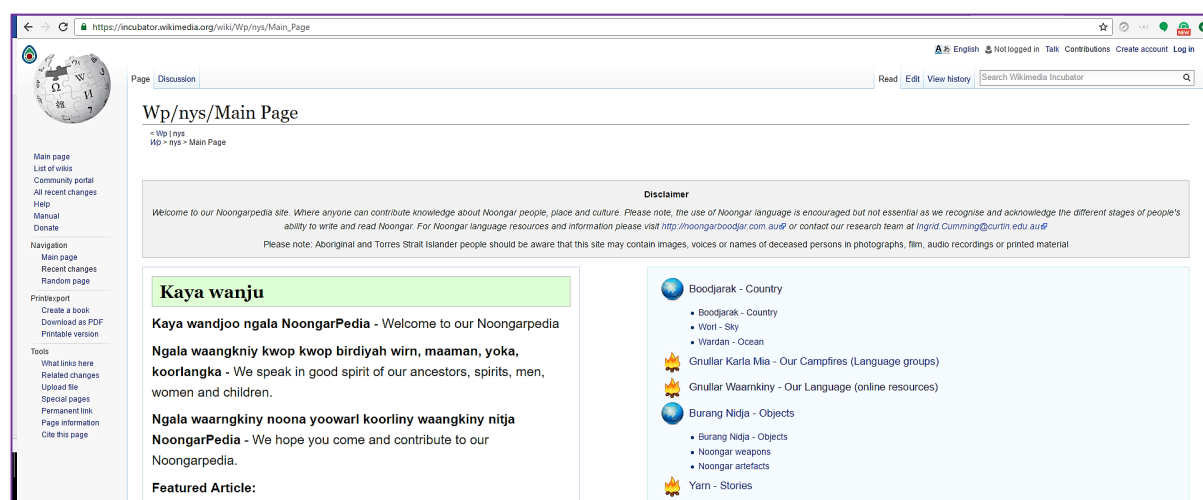 https://incubator.wikimedia.org/wiki/Wp/nys/Main_Page
English Not logged in Talk Contributions Create account Log in
Page Discussion
Read Edit View history Search Wikimedia Incubator
Wp/nys/Main Page
< Wp | nys
Wp > nys > Main Page
Main page
List of wikis
Community portal
All recent changes
Help
Manual
Donate
Navigation
Main page
Recent changes
Random page
Print/export
Create a book
Download as PDF
Printable version
Tools
What links here
Related changes
Upload file
Special pages
Permanent link
Page information
Cite this page
Disclaimer
Welcome to our Noongarpedia site. Where anyone can contribute knowledge about Noongar people, place and culture. Please note, the use of Noongar language is encouraged but not essential as we recognise and acknowledge the different stages of people's
ability to write and read Noongar. For Noongar language resources and information please visit http://noongarboodjar.com.au or contact our research team at Ingrid.Cumming@curtin.edu.au
Please note: Aboriginal and Torres Strait Islander people should be aware that this site may contain images, voices or names of deceased persons in photographs, film, audio recordings or printed material
Kaya wanju
Kaya wandjoo ngala NoongarPedia - Welcome to our Noongarpedia
Ngala waangkniy kwop kwop birdiyah wirn, maaman, yoka,
koorlangka - We speak in good spirit of our ancestors, spirits, men,
women and children.
Ngala waarngkiny noona yoowarl koorliny waangkiny nitja
NoongarPedia - We hope you come and contribute to our
Noongarpedia.
Featured Article:
Boodjarak - Country
Boodjarak - Country
Worl - Sky
Wardan - Ocean
Gnullar Karla Mia - Our Campfires (Language groups)
Gnullar Waarnkiny - Our Language (online resources)
Burang Nidja - Objects
Burang Nidja - Objects
Noongar weapons
Noongar artefacts
Yarn - Stories